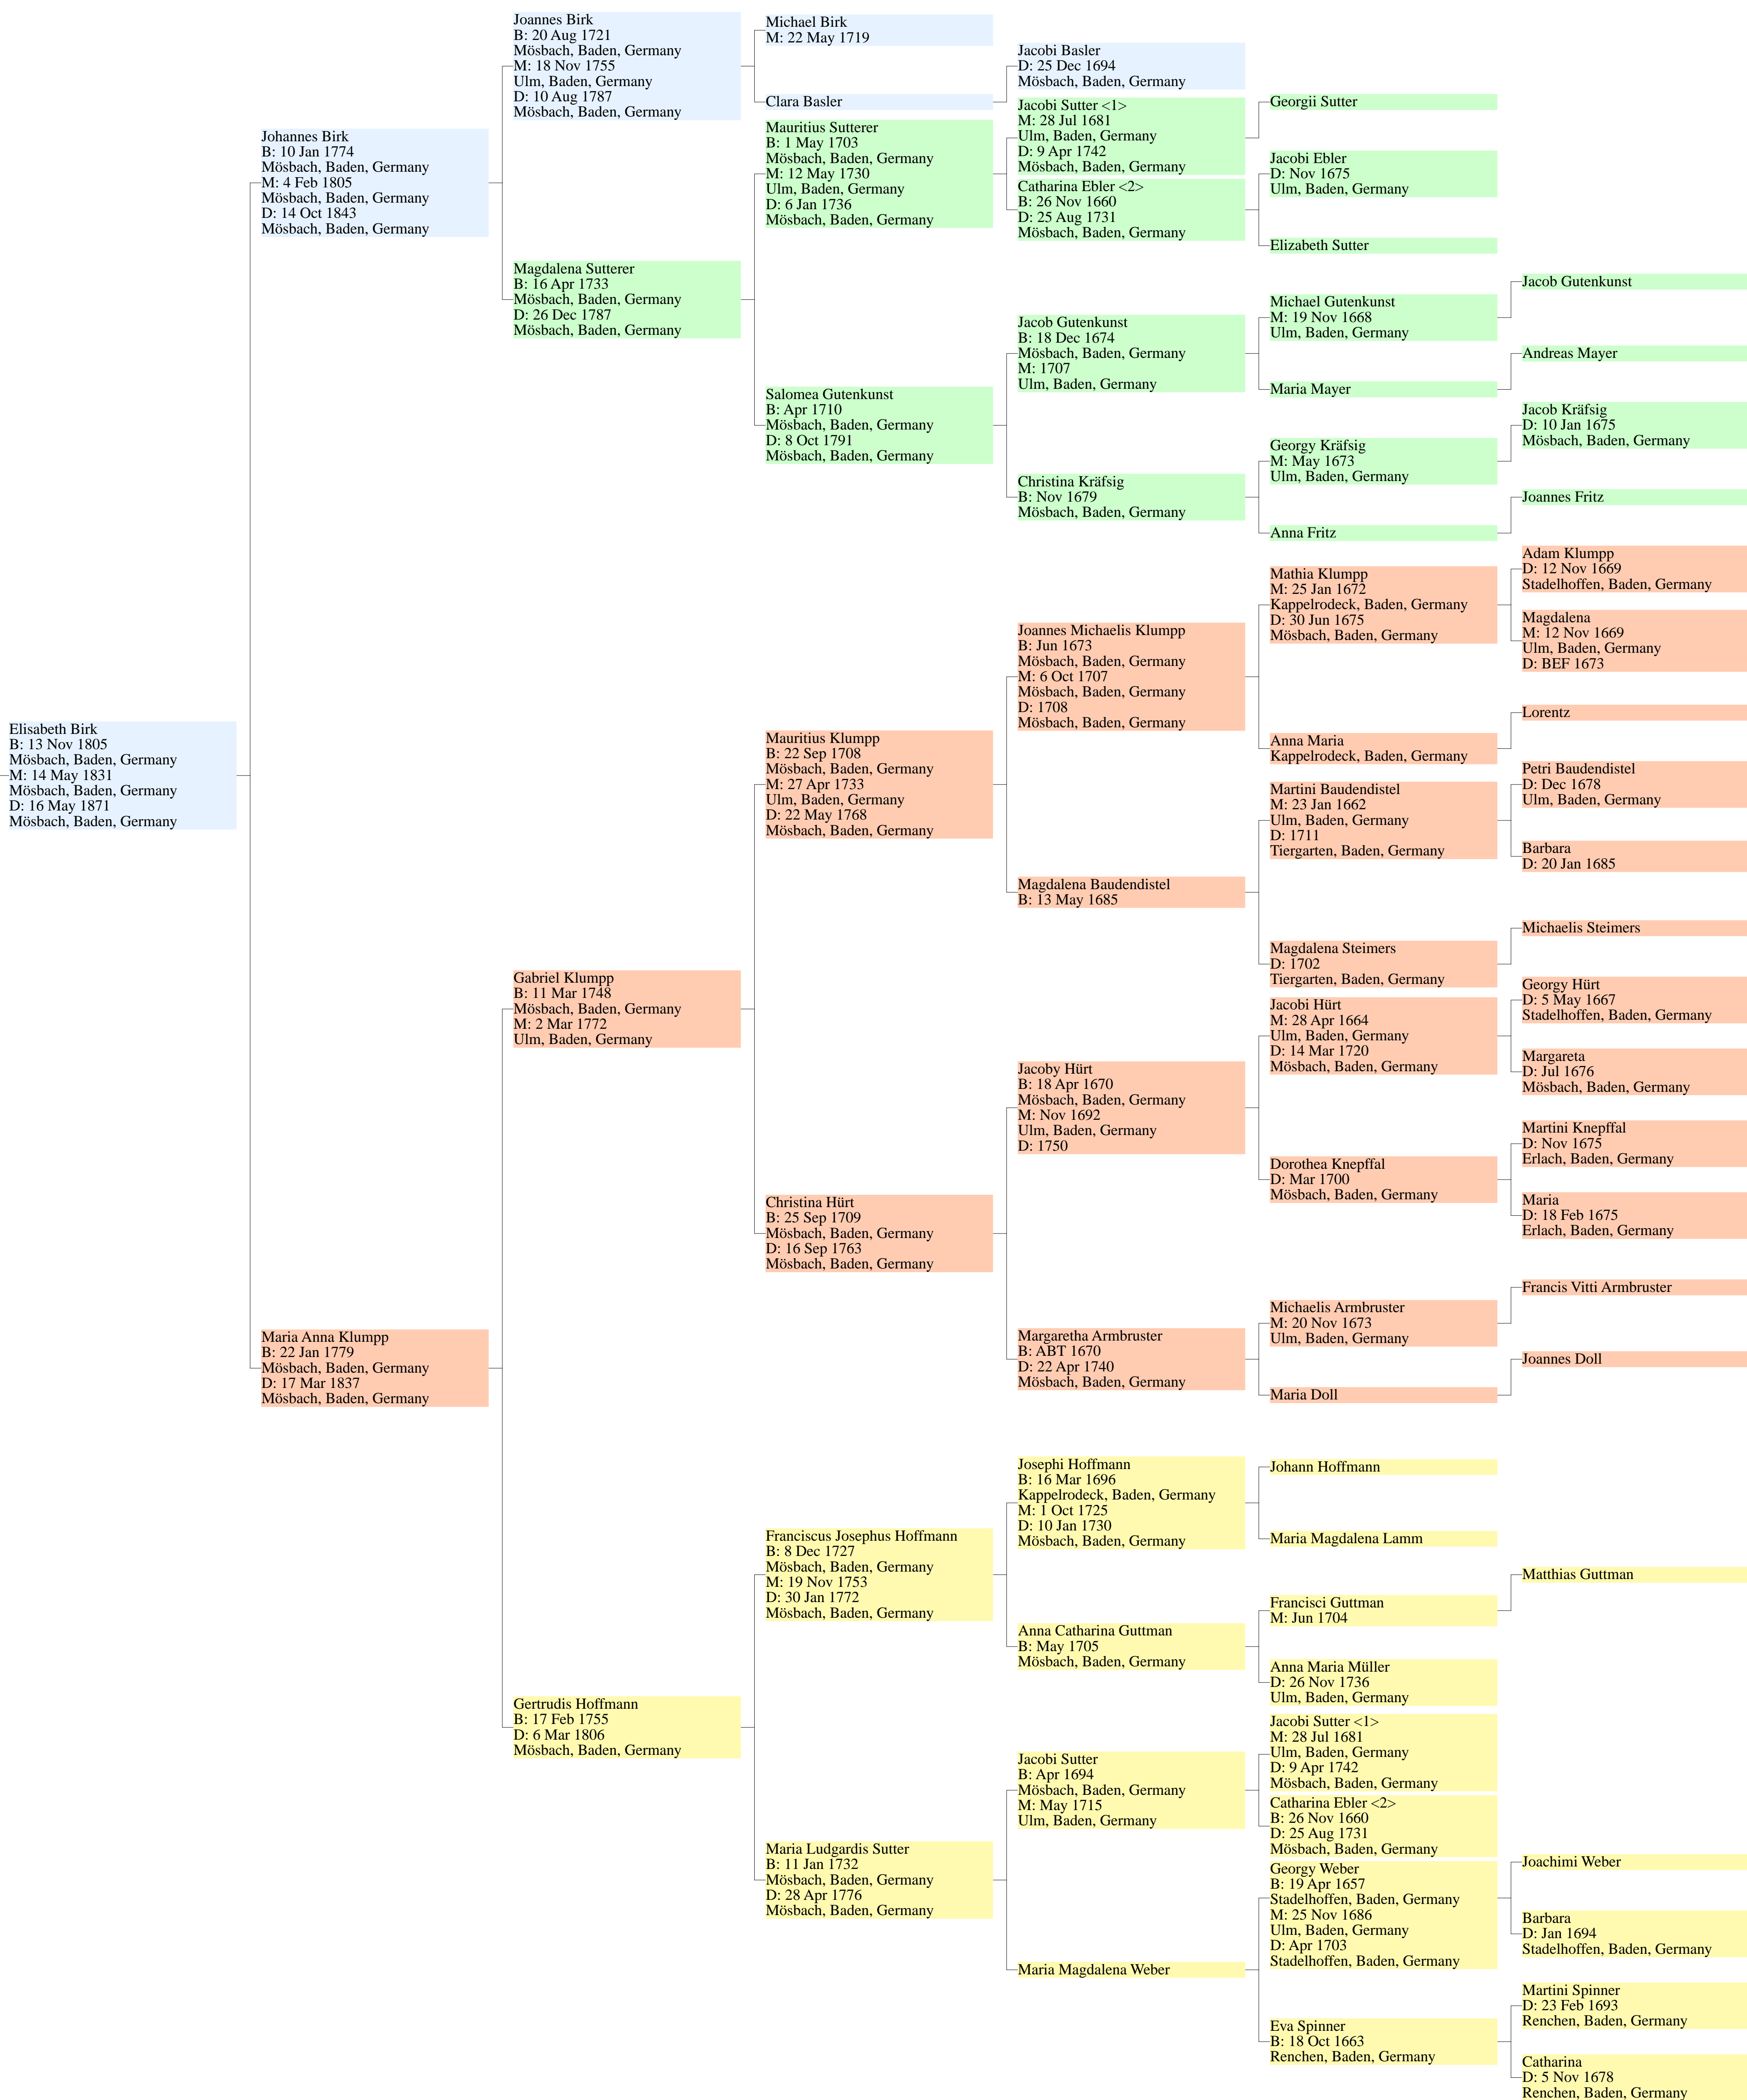 Elisabeth Birk
B: 13 Nov 1805
Mösbach, Baden, Germany
M: 14 May 1831
Mösbach, Baden, Germany
D: 16 May 1871
Mösbach, Baden, Germany
Johannes Birk
B: 10 Jan 1774
Mösbach, Baden, Germany
M: 4 Feb 1805
Mösbach, Baden, Germany
D: 14 Oct 1843
Mösbach, Baden, Germany
Maria Anna Klumpp
B: 22 Jan 1779
Mösbach, Baden, Germany
D: 17 Mar 1837
Mösbach, Baden, Germany
Joannes Birk
B: 20 Aug 1721
Mösbach, Baden, Germany
M: 18 Nov 1755
Ulm, Baden, Germany
D: 10 Aug 1787
Mösbach, Baden, Germany
Magdalena Sutterer
B: 16 Apr 1733
Mösbach, Baden, Germany
D: 26 Dec 1787
Mösbach, Baden, Germany
Gabriel Klumpp
B: 11 Mar 1748
Mösbach, Baden, Germany
M: 2 Mar 1772
Ulm, Baden, Germany
Gertrudis Hoffmann
B: 17 Feb 1755
D: 6 Mar 1806
Mösbach, Baden, Germany
Michael Birk
M: 22 May 1719
Clara Basler
Mauritius Sutterer
B: 1 May 1703
Mösbach, Baden, Germany
M: 12 May 1730
Ulm, Baden, Germany
D: 6 Jan 1736
Mösbach, Baden, Germany
Salomea Gutenkunst
B: Apr 1710
Mösbach, Baden, Germany
D: 8 Oct 1791
Mösbach, Baden, Germany
Mauritius Klumpp
B: 22 Sep 1708
Mösbach, Baden, Germany
M: 27 Apr 1733
Ulm, Baden, Germany
D: 22 May 1768
Mösbach, Baden, Germany
Christina Hürt
B: 25 Sep 1709
Mösbach, Baden, Germany
D: 16 Sep 1763
Mösbach, Baden, Germany
Franciscus Josephus Hoffmann
B: 8 Dec 1727
Mösbach, Baden, Germany
M: 19 Nov 1753
D: 30 Jan 1772
Mösbach, Baden, Germany
Maria Ludgardis Sutter
B: 11 Jan 1732
Mösbach, Baden, Germany
D: 28 Apr 1776
Mösbach, Baden, Germany
Jacobi Basler
D: 25 Dec 1694
Mösbach, Baden, Germany
Jacobi Sutter <1>
M: 28 Jul 1681
Ulm, Baden, Germany
D: 9 Apr 1742
Mösbach, Baden, Germany
Catharina Ebler <2>
B: 26 Nov 1660
D: 25 Aug 1731
Mösbach, Baden, Germany
Jacob Gutenkunst
B: 18 Dec 1674
Mösbach, Baden, Germany
M: 1707
Ulm, Baden, Germany
Christina Kräfsig
B: Nov 1679
Mösbach, Baden, Germany
Joannes Michaelis Klumpp
B: Jun 1673
Mösbach, Baden, Germany
M: 6 Oct 1707
Mösbach, Baden, Germany
D: 1708
Mösbach, Baden, Germany
Magdalena Baudendistel
B: 13 May 1685
Jacoby Hürt
B: 18 Apr 1670
Mösbach, Baden, Germany
M: Nov 1692
Ulm, Baden, Germany
D: 1750
Margaretha Armbruster
B: ABT 1670
D: 22 Apr 1740
Mösbach, Baden, Germany
Josephi Hoffmann
B: 16 Mar 1696
Kappelrodeck, Baden, Germany
M: 1 Oct 1725
D: 10 Jan 1730
Mösbach, Baden, Germany
Anna Catharina Guttman
B: May 1705
Mösbach, Baden, Germany
Jacobi Sutter
B: Apr 1694
Mösbach, Baden, Germany
M: May 1715
Ulm, Baden, Germany
Maria Magdalena Weber
Georgii Sutter
Jacobi Ebler
D: Nov 1675
Ulm, Baden, Germany
Elizabeth Sutter
Michael Gutenkunst
M: 19 Nov 1668
Ulm, Baden, Germany
Maria Mayer
Georgy Kräfsig
M: May 1673
Ulm, Baden, Germany
Anna Fritz
Mathia Klumpp
M: 25 Jan 1672
Kappelrodeck, Baden, Germany
D: 30 Jun 1675
Mösbach, Baden, Germany
Anna Maria
Kappelrodeck, Baden, Germany
Martini Baudendistel
M: 23 Jan 1662
Ulm, Baden, Germany
D: 1711
Tiergarten, Baden, Germany
Magdalena Steimers
D: 1702
Tiergarten, Baden, Germany
Jacobi Hürt
M: 28 Apr 1664
Ulm, Baden, Germany
D: 14 Mar 1720
Mösbach, Baden, Germany
Dorothea Knepffal
D: Mar 1700
Mösbach, Baden, Germany
Michaelis Armbruster
M: 20 Nov 1673
Ulm, Baden, Germany
Maria Doll
Johann Hoffmann
Maria Magdalena Lamm
Francisci Guttman
M: Jun 1704
Anna Maria Müller
D: 26 Nov 1736
Ulm, Baden, Germany
Jacobi Sutter <1>
M: 28 Jul 1681
Ulm, Baden, Germany
D: 9 Apr 1742
Mösbach, Baden, Germany
Catharina Ebler <2>
B: 26 Nov 1660
D: 25 Aug 1731
Mösbach, Baden, Germany
Georgy Weber
B: 19 Apr 1657
Stadelhoffen, Baden, Germany
M: 25 Nov 1686
Ulm, Baden, Germany
D: Apr 1703
Stadelhoffen, Baden, Germany
Eva Spinner
B: 18 Oct 1663
Renchen, Baden, Germany
Jacob Gutenkunst
Andreas Mayer
Jacob Kräfsig
D: 10 Jan 1675
Mösbach, Baden, Germany
Joannes Fritz
Adam Klumpp
D: 12 Nov 1669
Stadelhoffen, Baden, Germany
Magdalena
M: 12 Nov 1669
Ulm, Baden, Germany
D: BEF 1673
Lorentz
Petri Baudendistel
D: Dec 1678
Ulm, Baden, Germany
Barbara
D: 20 Jan 1685
Michaelis Steimers
Georgy Hürt
D: 5 May 1667
Stadelhoffen, Baden, Germany
Margareta
D: Jul 1676
Mösbach, Baden, Germany
Martini Knepffal
D: Nov 1675
Erlach, Baden, Germany
Maria
D: 18 Feb 1675
Erlach, Baden, Germany
Francis Vitti Armbruster
Joannes Doll
Matthias Guttman
Joachimi Weber
Barbara
D: Jan 1694
Stadelhoffen, Baden, Germany
Martini Spinner
D: 23 Feb 1693
Renchen, Baden, Germany
Catharina
D: 5 Nov 1678
Renchen, Baden, Germany